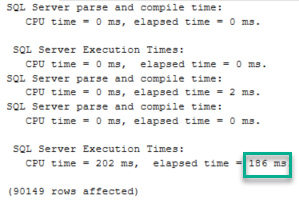 SQL Server parse and compile time:
CPU time = 0 ms, elapsed time = 0 ms.
SQL Server Execution Times:
CPU time = 0 ms,  elapsed time = 0 ms.
SQL Server parse and compile time:
CPU time = 0 ms, elapsed time = 2 ms.
SQL Server parse and compile time:
CPU time = 0 ms, elapsed time = 0 ms.
SQL Server Execution Times:
CPU time = 202 ms,  elapsed time = 186 ms
(90149 rows affected)